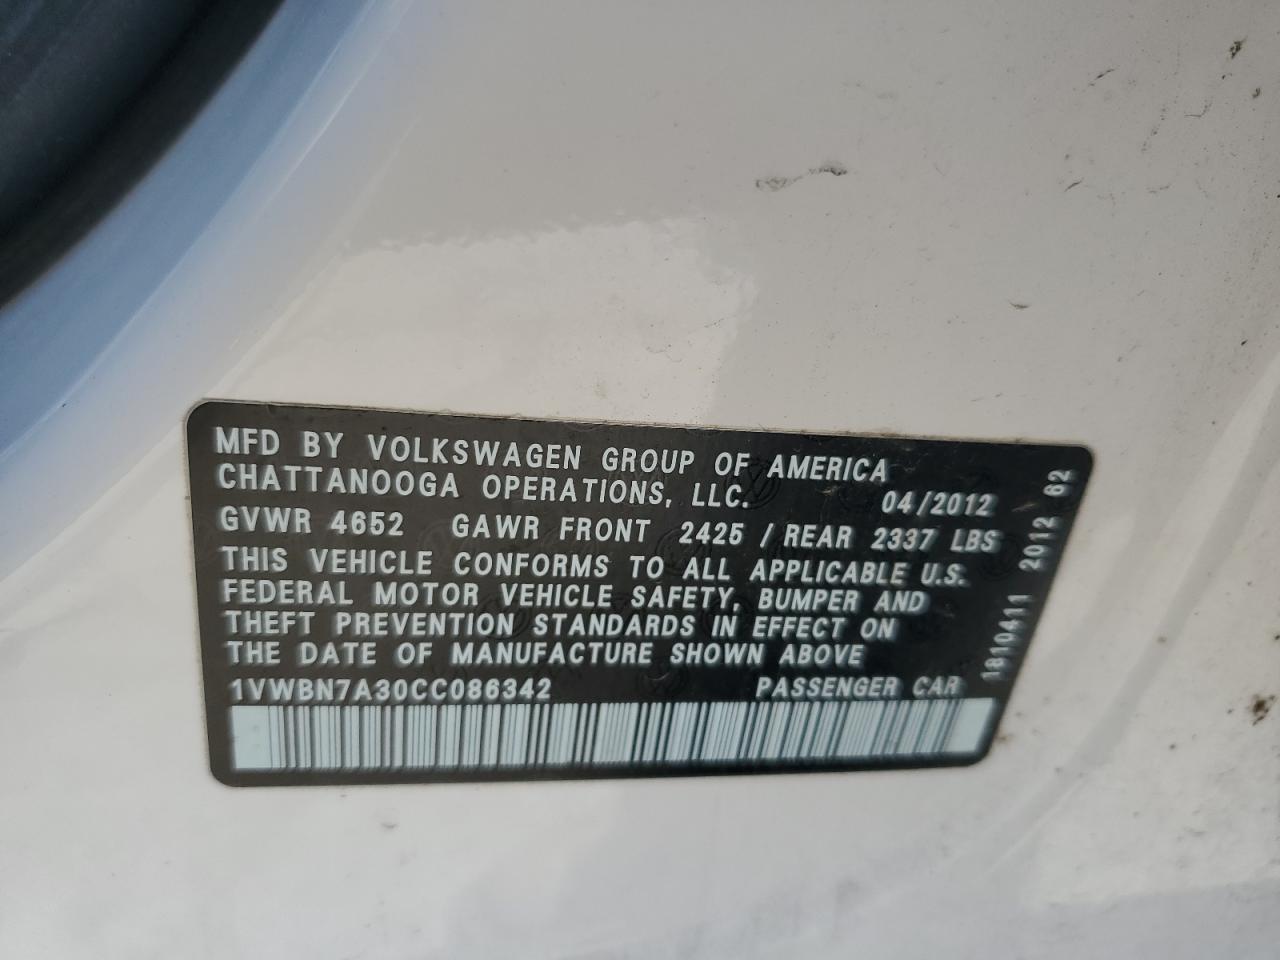 MFD BY VOLKSWAGEN GROUP OF AMERICA
CHATTANOOGA OPERATIONS, LLC. 04/2012
GVWR 4652 GAWR FRONT 2425 / REAR 2337 LBS
THIS VEHICLE CONFORMS TO ALL APPLICABLE U.S.
FEDERAL MOTOR VEHICLE SAFETY, BUMPER AND
THEFT PREVENTION STANDARDS IN EFFECT ON
THE DATE OF MANUFACTURE SHOWN ABOVE
1VWBN7A30CC086342 PASSENGER CAR
1810411 2012 62